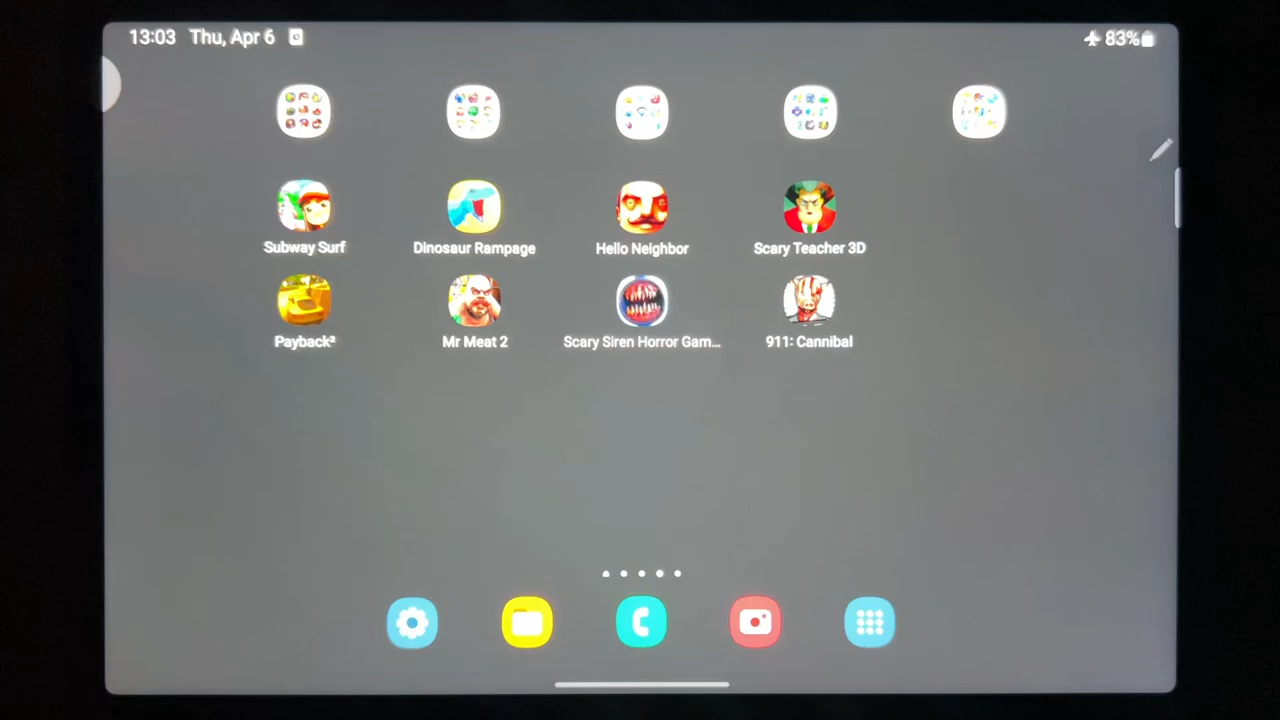 13:03 Thu, Apr 6
83%
Subway Surf
Dinosaur Rampage
Hello Neighbor
Scary Teacher 3D
Payback²
Mr Meat 2
Scary Siren Horror Gam...
911: Cannibal